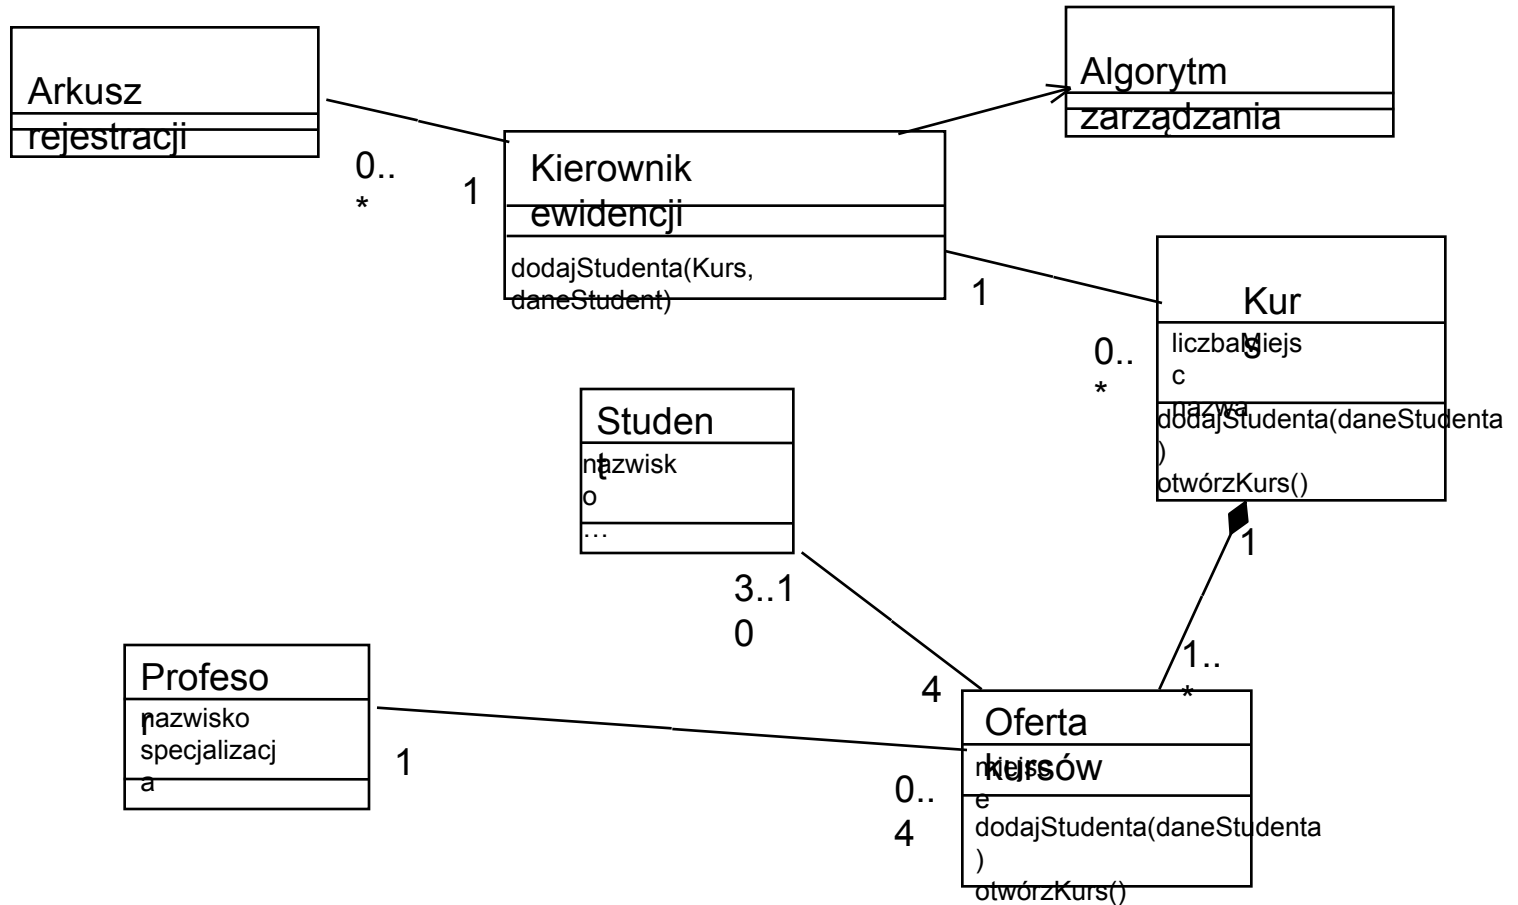 Arkusz
rejestracji
0..
*
1
Kierownik
ewidencji
dodajStudenta(Kurs,
daneStudent)
Algorytm
zarządzania
1
0..
*
Kur
s
liczbaMiejs
c
nazwa
dodajStudenta(daneStudenta
)
otwórzKurs()
1
1..
*
Studen
t
nazwisk
o
...
3..1
0
4
Profeso
r
nazwisko
specjalizacj
a
1
0..
4
Oferta
kursów
miejsc
e
dodajStudenta(daneStudenta
)
otwórzKurs()